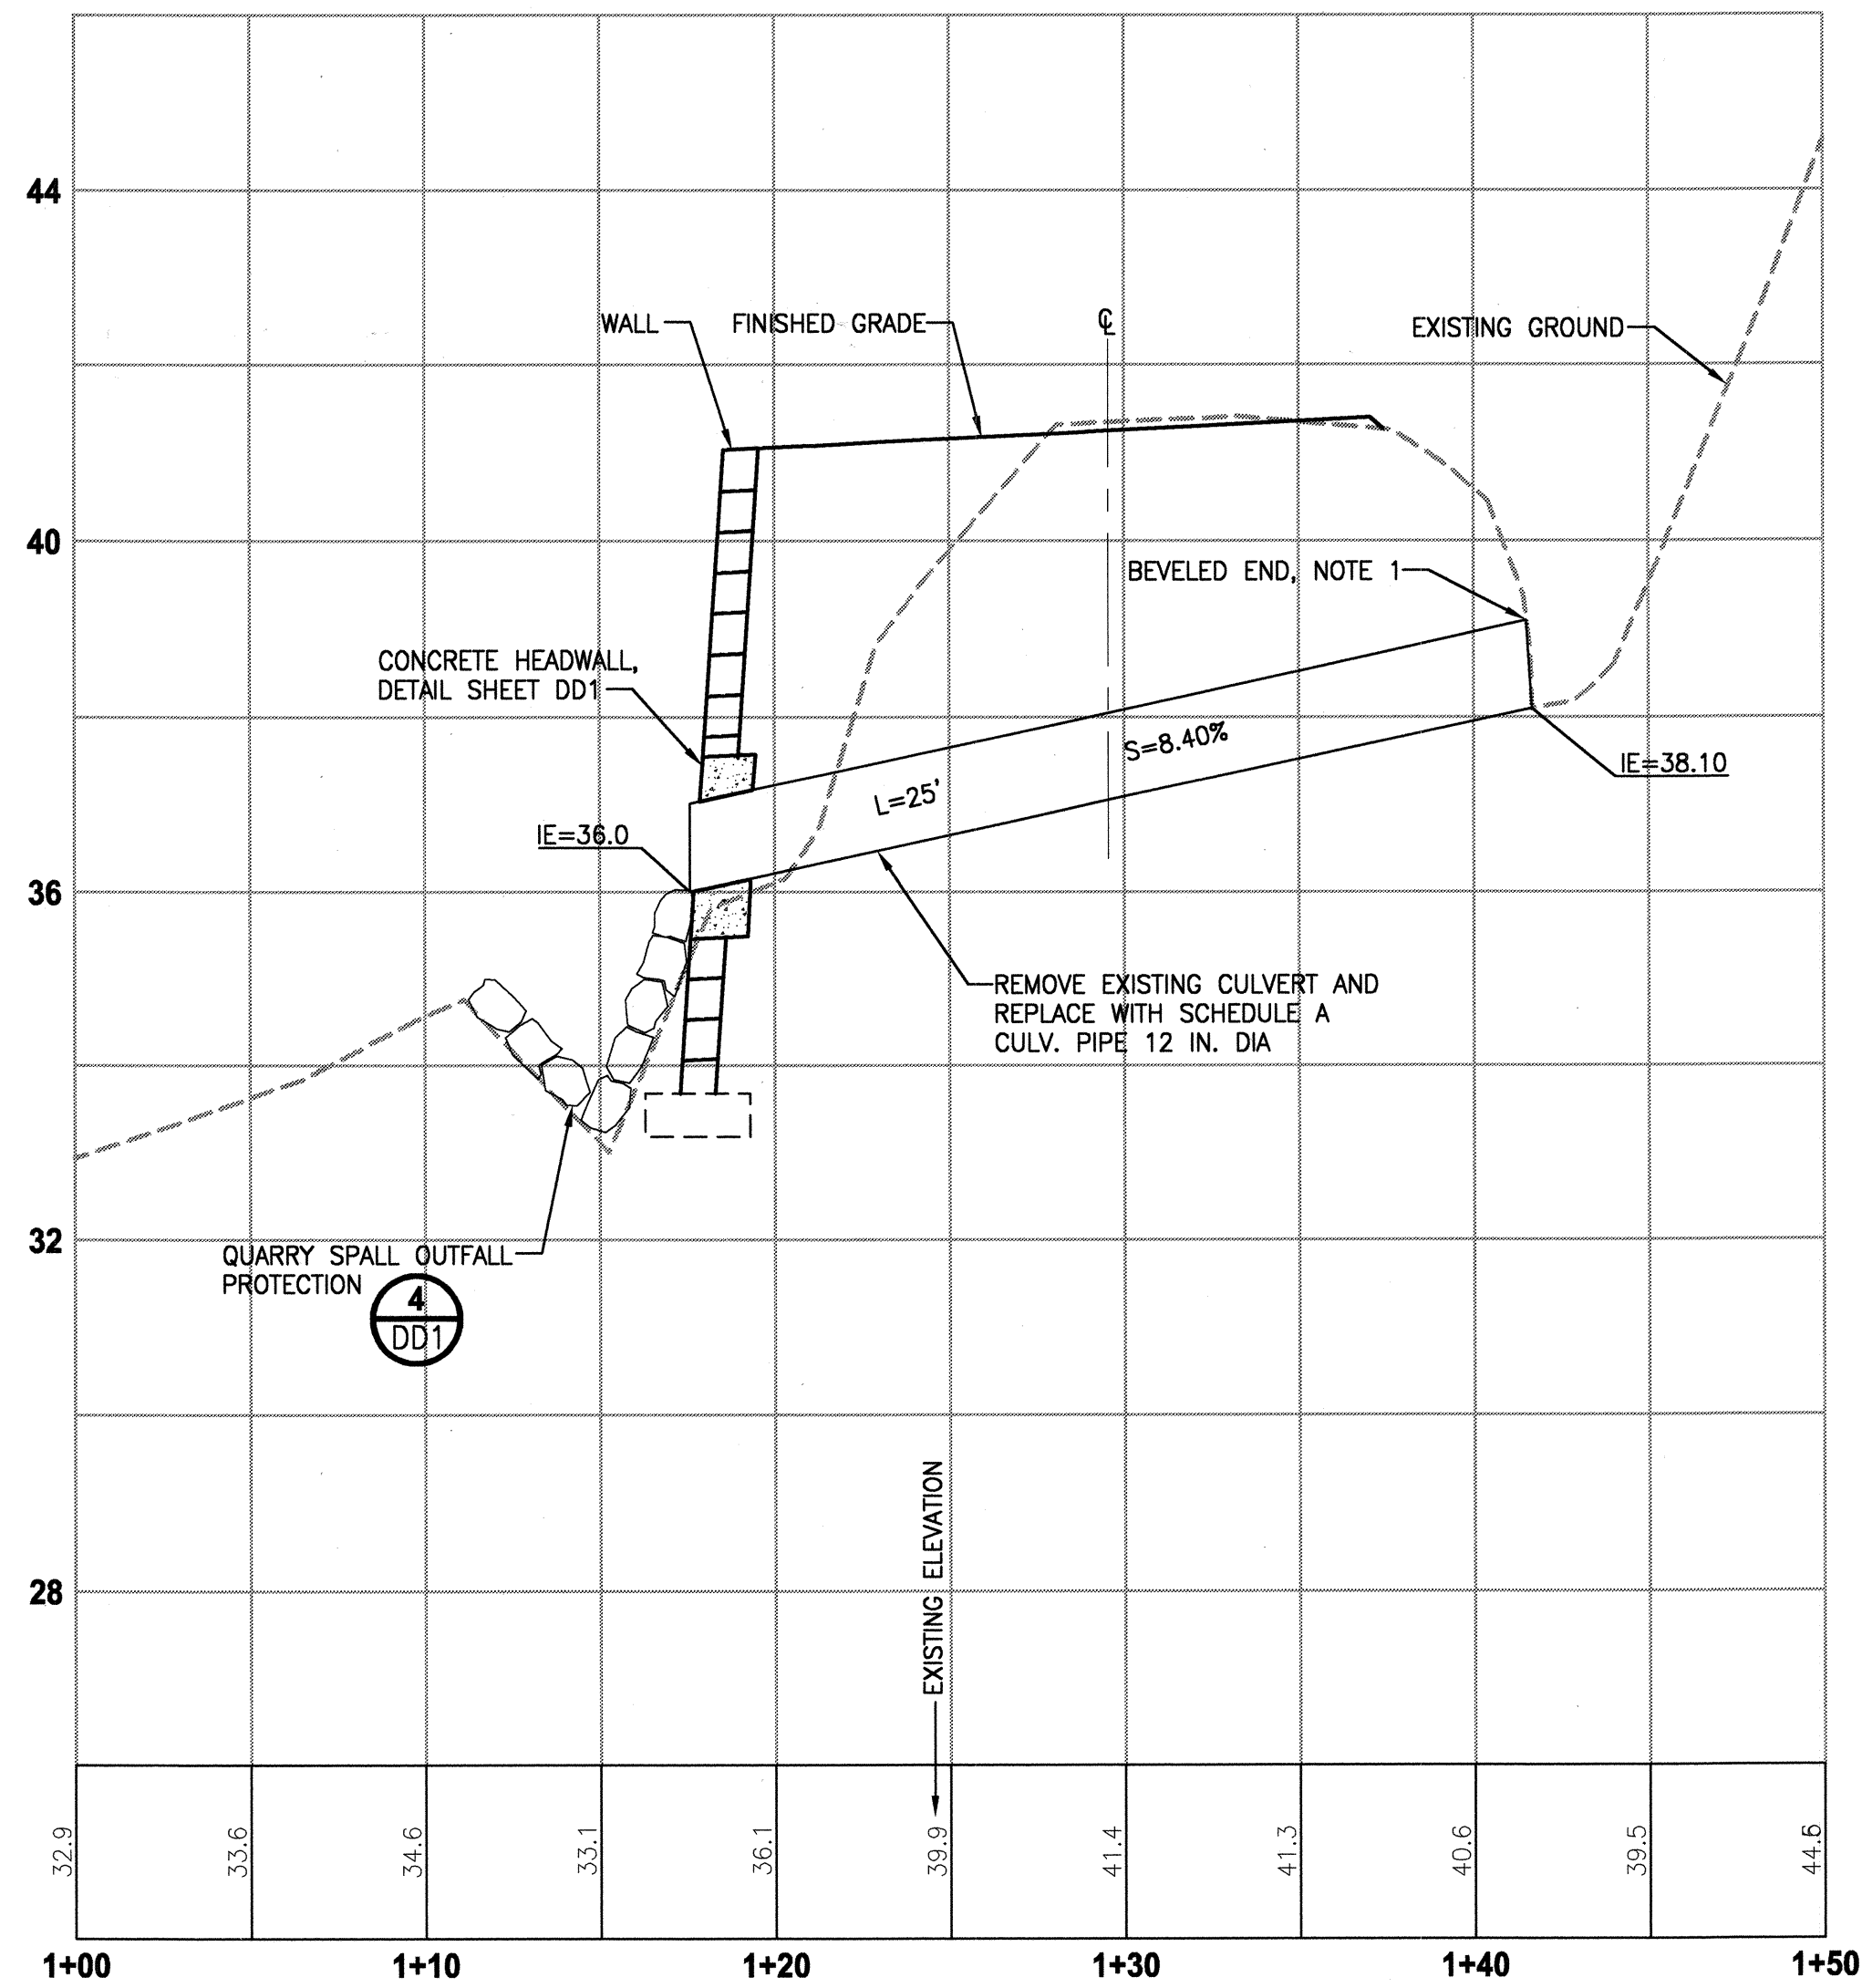 44
WALL
FINISHED GRADE
℄
EXISTING GROUND
40
BEVELED END, NOTE 1
CONCRETE HEADWALL,
DETAIL SHEET DD1
S=8.40%
IE=38.10
L=25'
IE=36.0
36
REMOVE EXISTING CULVERT AND
REPLACE WITH SCHEDULE A
CULV. PIPE 12 IN. DIA
32
QUARRY SPALL OUTFALL
PROTECTION
4
DD1
28
EXISTING ELEVATION
32.9
33.6
34.6
33.1
36.1
39.9
41.4
41.3
40.6
39.5
44.6
1+00
1+10
1+20
1+30
1+40
1+50